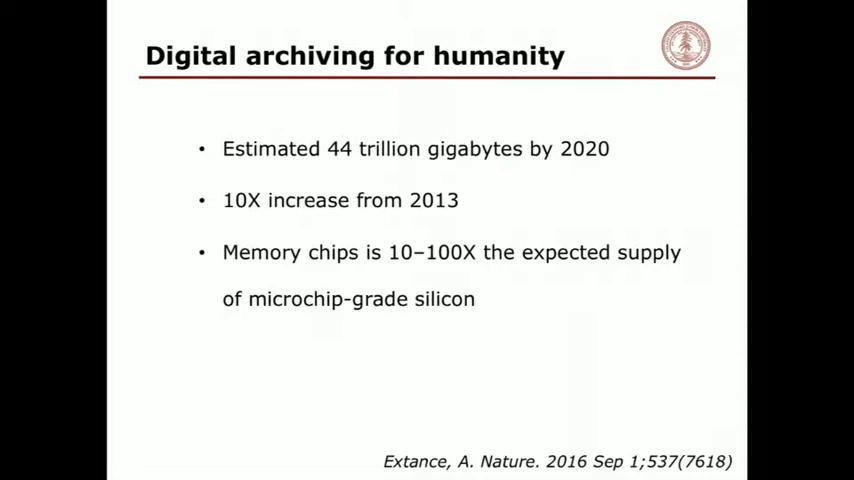 Digital archiving for humanity
• Estimated 44 trillion gigabytes by 2020
• 10X increase from 2013
• Memory chips is 10–100X the expected supply
of microchip-grade silicon
Extance, A. Nature. 2016 Sep 1;537(7618)